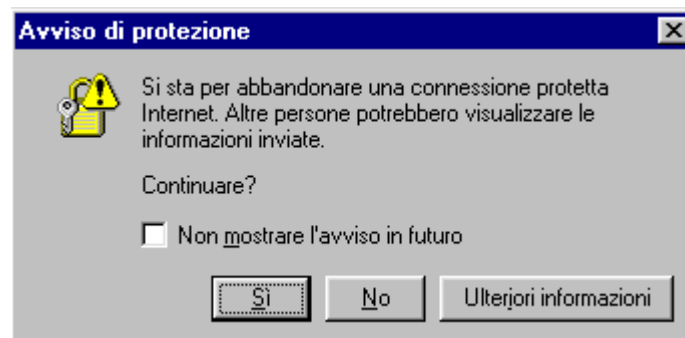 Avviso di protezione
Si sta per abbandonare una connessione protetta
Internet. Altre persone potrebbero visualizzare le
informazioni inviate.
Continuare?
Non mostrare l'avviso in futuro
Sì
No
Ulteriori informazioni